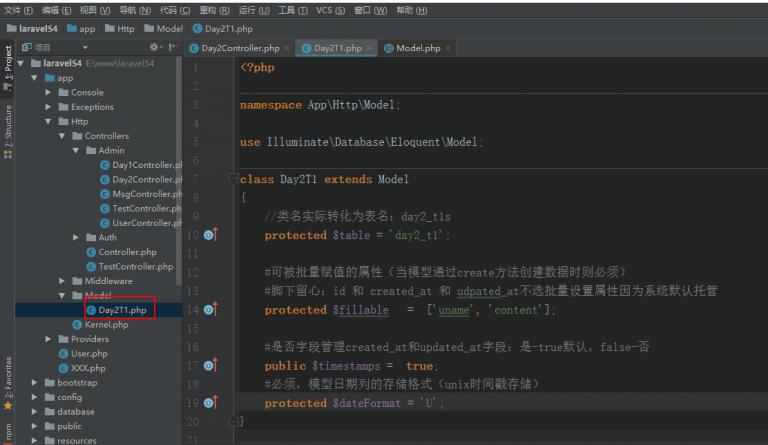 文件(F) 编辑(E) 视图(V) 导航(N) 代码(C) 重构(R) 运行(U) 工具(T) VCS(S) 窗口(W) 帮助(H)
laravel54 app Http Model Day2T1.php
项目 Day2Controller.php × Day2T1.php × Model.php ×
1: Project
7: Structure
2: Favorites
npm
laravel54 E:\www\laravel54
app
Console
Exceptions
Http
Controllers
Admin
Day1Controller.ph
Day2Controller.ph
MsgController.ph
TestController.ph
UserController.ph
Auth
Controller.php
TestController.php
Middleware
Model
Day2T1.php
Kernel.php
Providers
User.php
XXX.php
bootstrap
config
database
public
resources
1 <?php
2
3 namespace App\Http\Model;
4
5 use Illuminate\Database\Eloquent\Model;
6
7 class Day2T1 extends Model
8 {
9 //类名实际转化为表名：day2_t1s
10 protected $table = 'day2_t1';
11
12 #可被批量赋值的属性（当模型通过create方法创建数据时则必须）
13 #脚下留心：id 和 created_at 和 udpated_at不选批量设置属性因为系统默认托管
14 protected $fillable = ['uname', 'content'];
15
16 #是否字段管理created_at和updated_at字段：是-true默认，false-否
17 public $timestamps = true;
18 #必须，模型日期列的存储格式（unix时间戳存储）
19 protected $dateFormat = 'U';
20 }
21